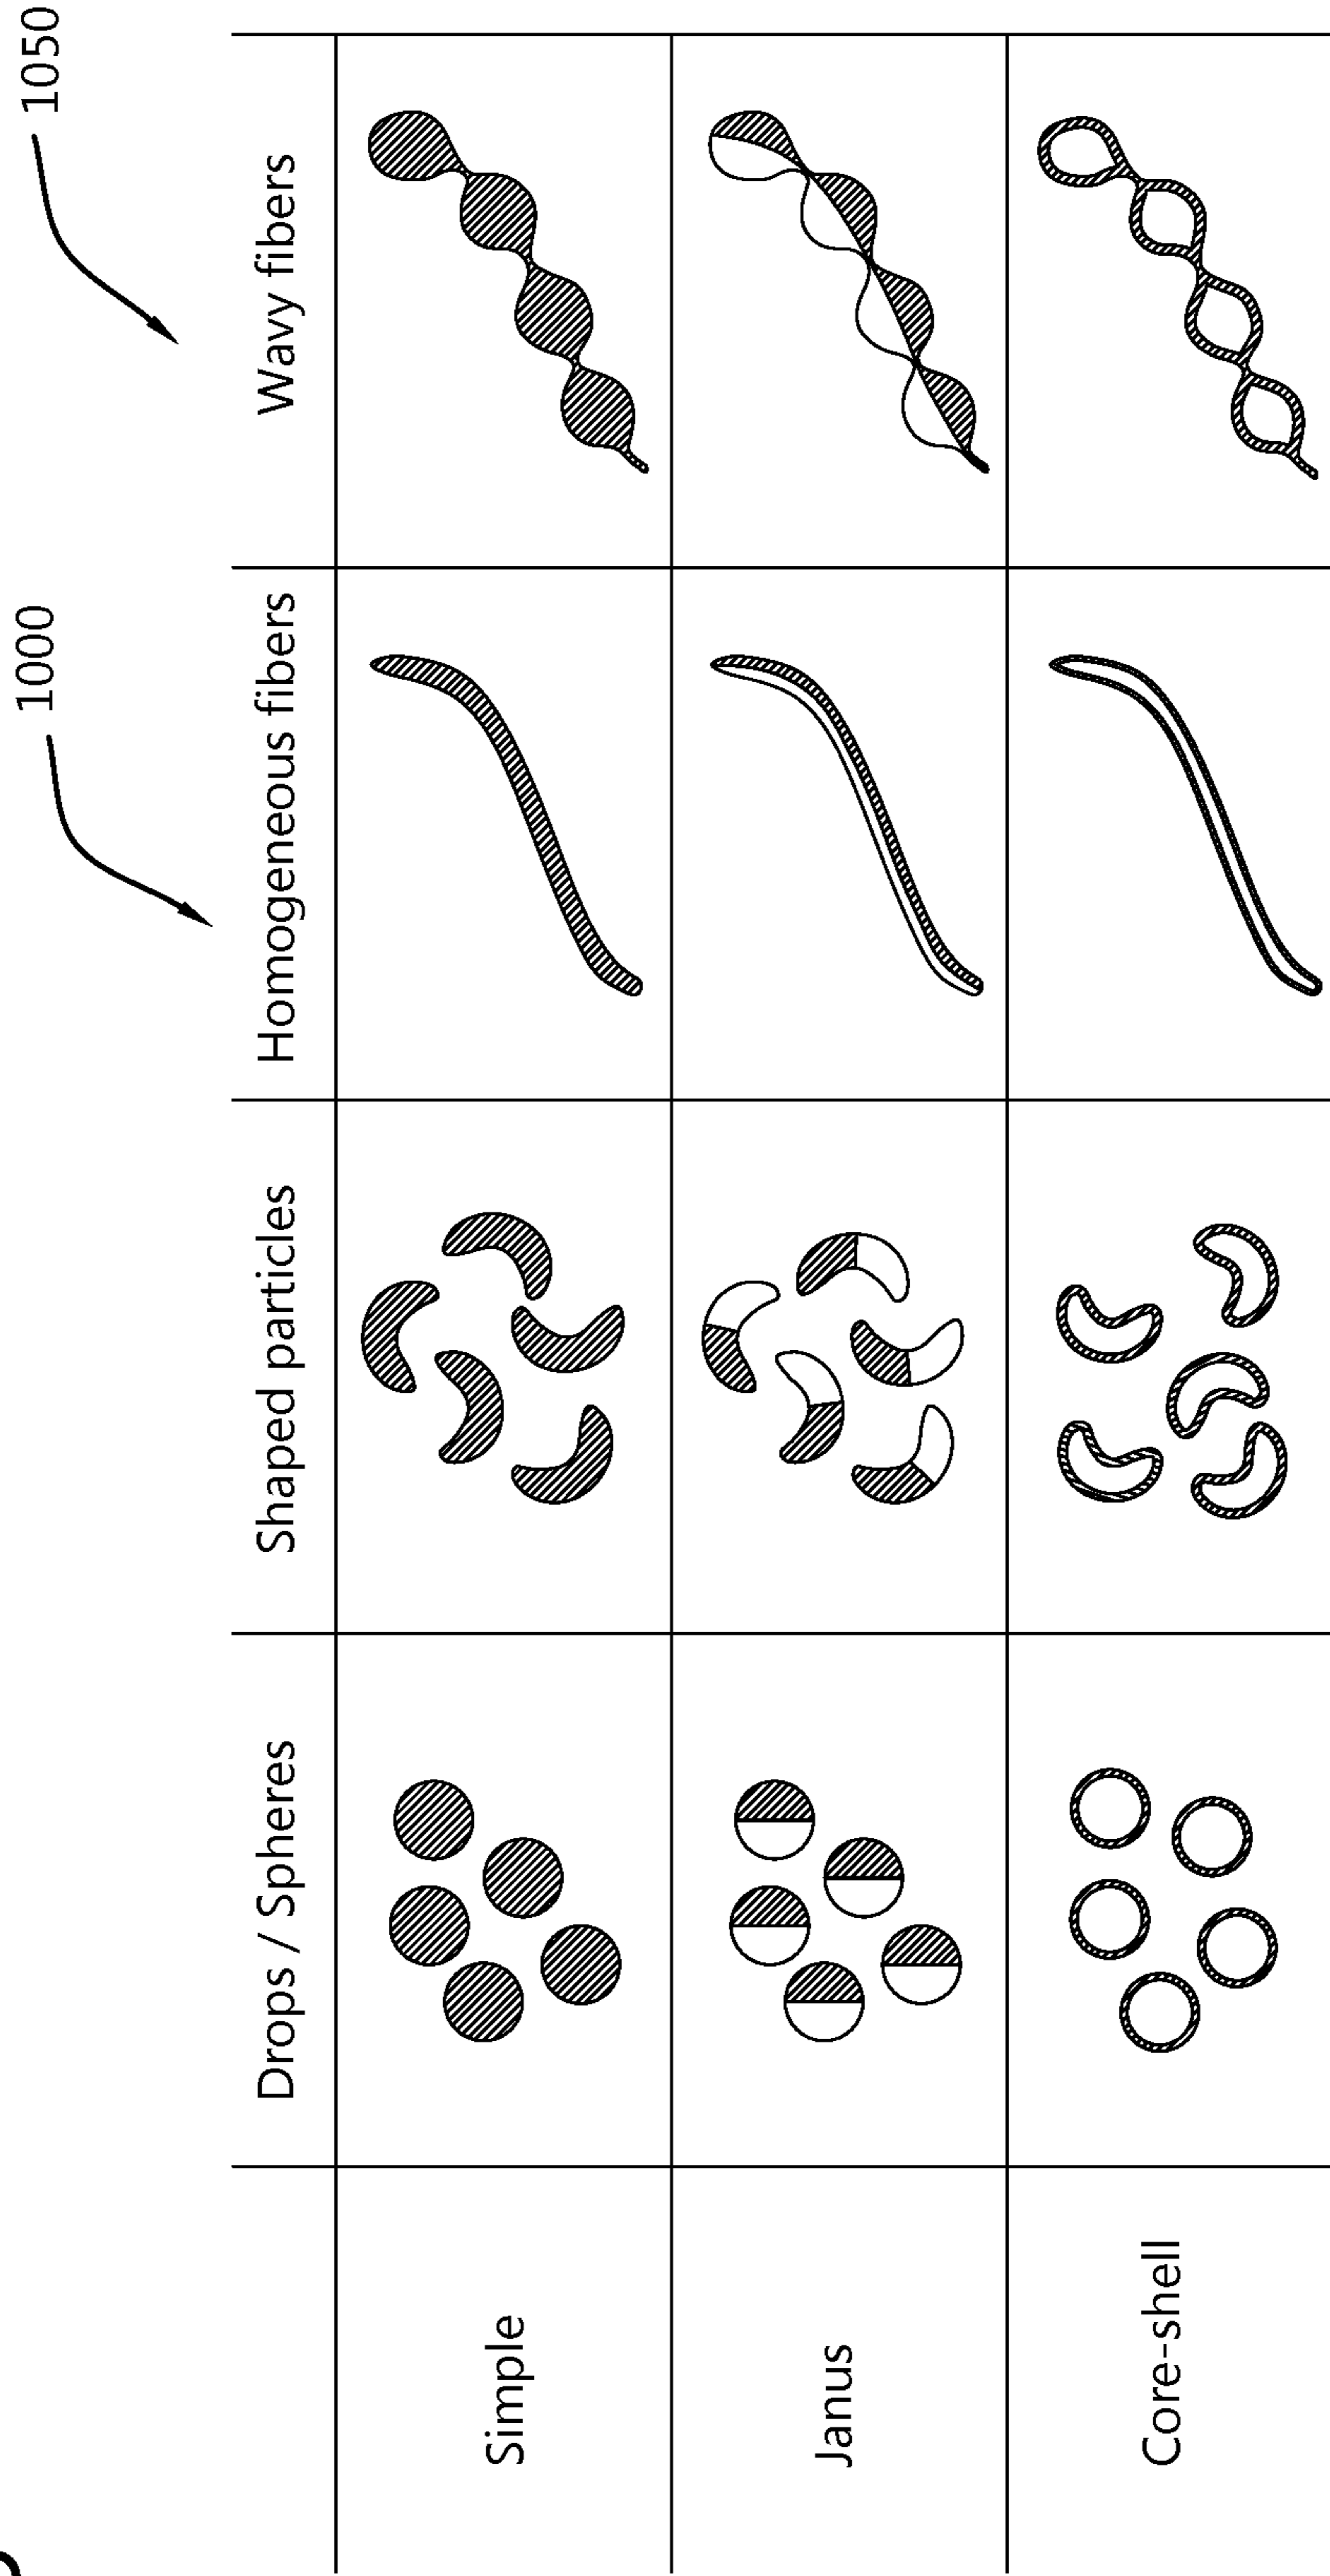 1000
1050
Drops / Spheres
Shaped particles
Homogeneous fibers
Wavy fibers
Simple
Janus
Core-shell